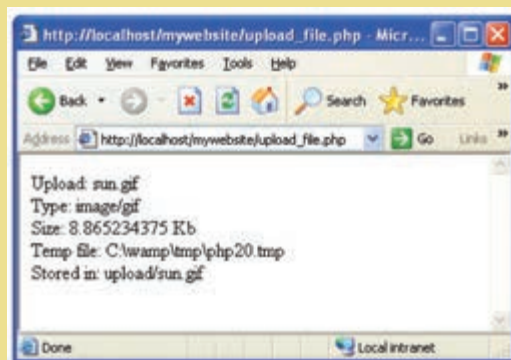 http://localhost/mywebsite/upload_file.php - Micr...
File Edit View Favorites Tools Help
Back Search Favorites »
Address http://localhost/mywebsite/upload_file.php Go Links »
Upload: sun.gif
Type: image/gif
Size: 8.865234375 Kb
Temp file: C:\wamp\tmp\php20.tmp
Stored in: upload/sun.gif
Done Local intranet